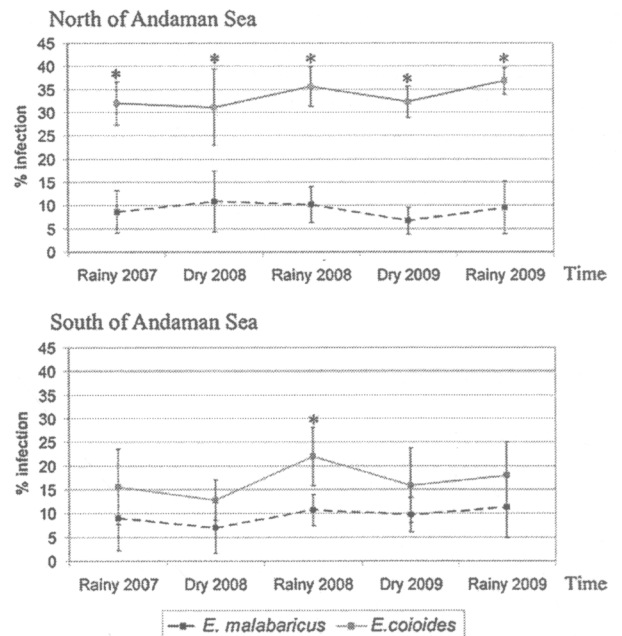 North of Andaman Sea
45
40
35
30
25
20
15
10
5
0
% infection
* * * * *
Rainy 2007 Dry 2008 Rainy 2008 Dry 2009 Rainy 2009 Time
South of Andaman Sea
45
40
35
30
25
20
15
10
5
0
% infection
*
Rainy 2007 Dry 2008 Rainy 2008 Dry 2009 Rainy 2009 Time
E. malabaricus E.coioides